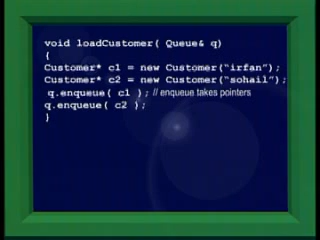 void loadCustomer( Queue& q)
{
Customer* c1 = new Customer(“irfan”);
Customer* c2 = new Customer(“sohail”);
q.enqueue( c1 ); // enqueue takes pointers
q.enqueue( c2 );
}